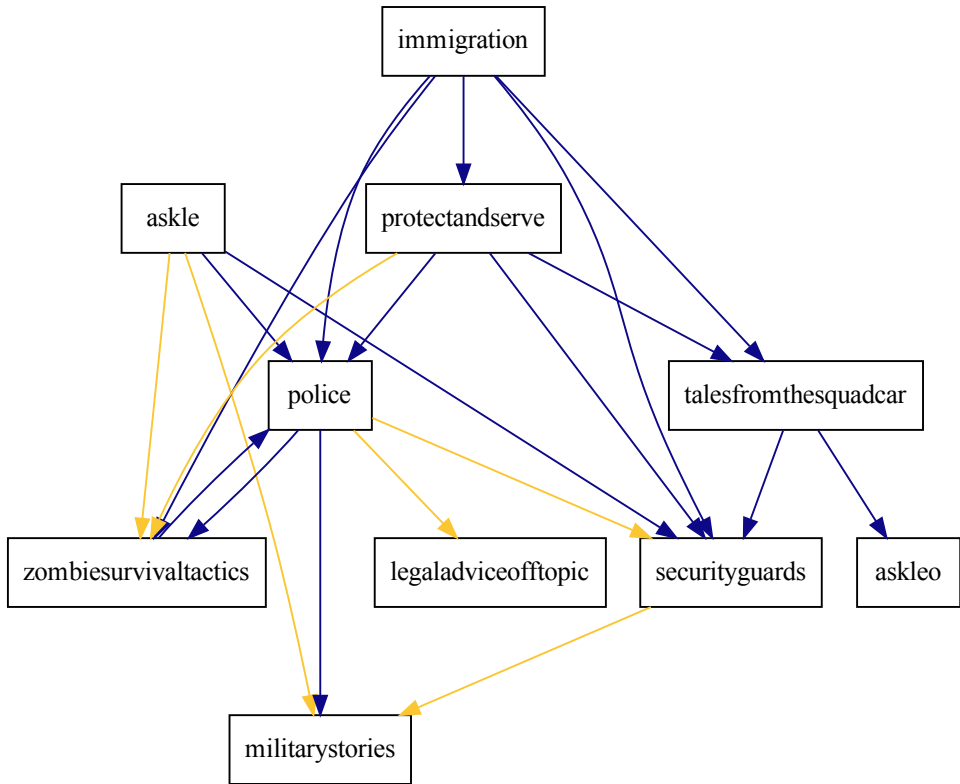 immigration
askle
protectandserve
police
talesfromthesquadcar
zombiesurvivaltactics
legaladviceofftopic
securityguards
askleo
militarystories